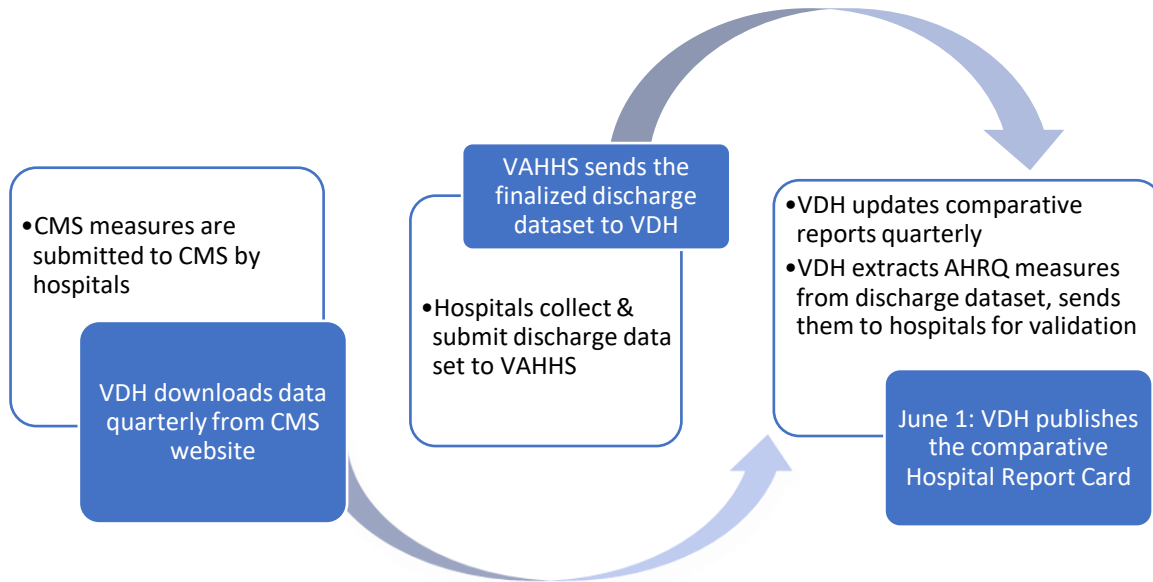 •CMS measures are
submitted to CMS by
hospitals
VDH downloads data
quarterly from CMS
website
VAHHS sends the
finalized discharge
dataset to VDH
•Hospitals collect &
submit discharge data
set to VAHHS
•VDH updates comparative
reports quarterly
•VDH extracts AHRQ measures
from discharge dataset, sends
them to hospitals for validation
June 1: VDH publishes
the comparative
Hospital Report Card